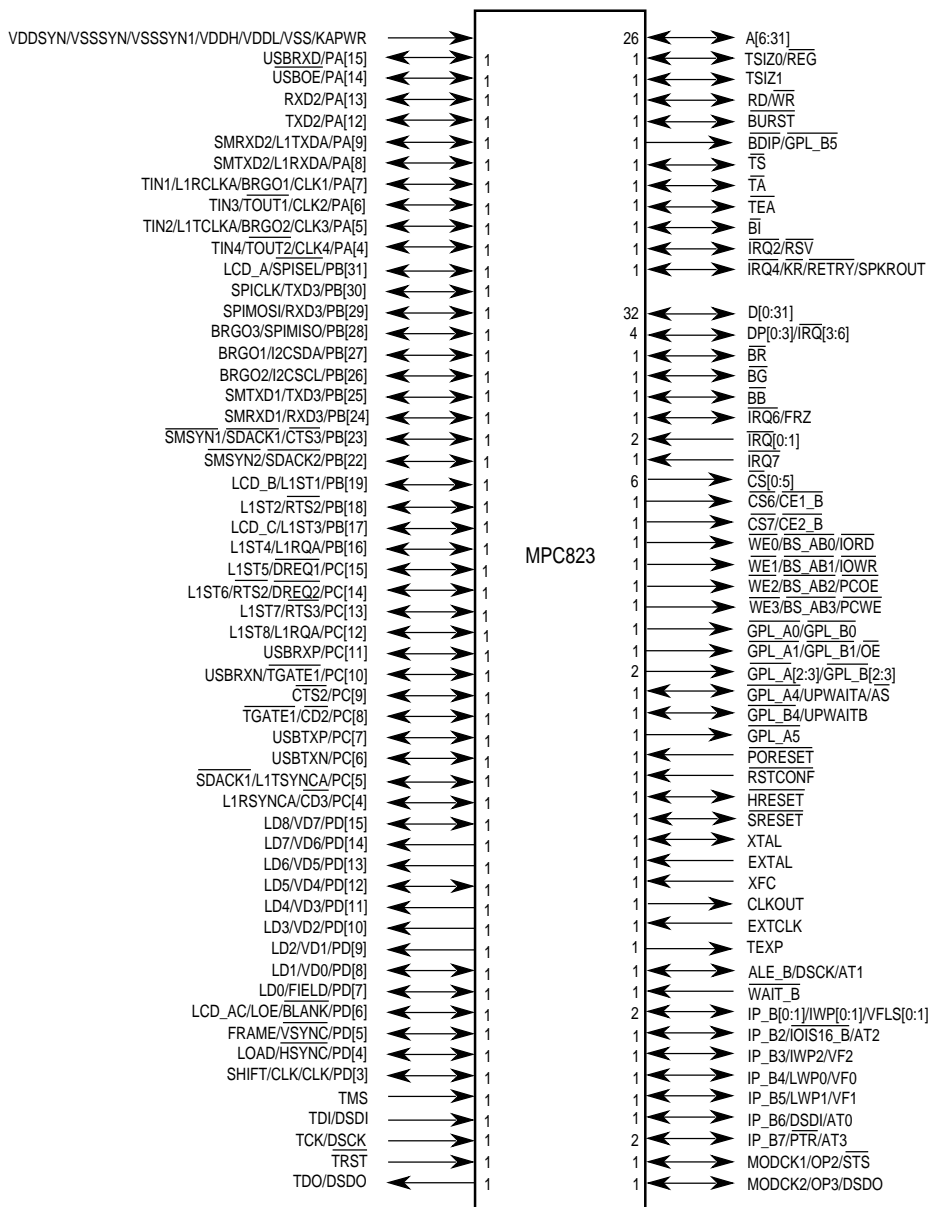 VDDSYN/VSSSYN/VSSSYN1/VDDH/VDDL/VSS/KAPWR 26 A[6:31]
USBRXD/PA[15] 1 1 TSIZ0/REG
USBOE/PA[14] 1 1 TSIZ1
RXD2/PA[13] 1 1 RD/WR
TXD2/PA[12] 1 1 BURST
SMRXD2/L1TXDA/PA[9] 1 1 BDIP/GPL_B5
SMTXD2/L1RXDA/PA[8] 1 1 TS
TIN1/L1RCLKA/BRGO1/CLK1/PA[7] 1 1 TA
TIN3/TOUT1/CLK2/PA[6] 1 1 TEA
TIN2/L1TCLKA/BRGO2/CLK3/PA[5] 1 1 BI
TIN4/TOUT2/CLK4/PA[4] 1 1 IRQ2/RSV
LCD_A/SPISEL/PB[31] 1 1 IRQ4/KR/RETRY/SPKROUT
SPICLK/TXD3/PB[30] 1
SPIMOSI/RXD3/PB[29] 1 32 D[0:31]
BRGO3/SPIMISO/PB[28] 1 4 DP[0:3]/IRQ[3:6]
BRGO1/I2CSDA/PB[27] 1 1 BR
BRGO2/I2CSCL/PB[26] 1 1 BG
SMTXD1/TXD3/PB[25] 1 1 BB
SMRXD1/RXD3/PB[24] 1 1 IRQ6/FRZ
SMSYN1/SDACK1/CTS3/PB[23] 1 2 IRQ[0:1]
SMSYN2/SDACK2/PB[22] 1 1 IRQ7
LCD_B/L1ST1/PB[19] 1 6 CS[0:5]
L1ST2/RTS2/PB[18] 1 1 CS6/CE1_B
LCD_C/L1ST3/PB[17] 1 1 CS7/CE2_B
L1ST4/L1RQA/PB[16] 1 MPC823 1 WE0/BS_AB0/IORD
L1ST5/DREQ1/PC[15] 1 1 WE1/BS_AB1/IOWR
L1ST6/RTS2/DREQ2/PC[14] 1 1 WE2/BS_AB2/PCOE
L1ST7/RTS3/PC[13] 1 1 WE3/BS_AB3/PCWE
L1ST8/L1RQA/PC[12] 1 1 GPL_A0/GPL_B0
USBRXP/PC[11] 1 1 GPL_A1/GPL_B1/OE
USBRXN/TGATE1/PC[10] 1 2 GPL_A[2:3]/GPL_B[2:3]
CTS2/PC[9] 1 1 GPL_A4/UPWAITA/AS
TGATE1/CD2/PC[8] 1 1 GPL_B4/UPWAITB
USBTXP/PC[7] 1 1 GPL_A5
USBTXN/PC[6] 1 1 PORESET
SDACK1/L1TSYNCA/PC[5] 1 1 RSTCONF
L1RSYNCA/CD3/PC[4] 1 1 HRESET
LD8/VD7/PD[15] 1 1 SRESET
LD7/VD6/PD[14] 1 1 XTAL
LD6/VD5/PD[13] 1 1 EXTAL
LD5/VD4/PD[12] 1 1 XFC
LD4/VD3/PD[11] 1 1 CLKOUT
LD3/VD2/PD[10] 1 1 EXTCLK
LD2/VD1/PD[9] 1 1 TEXP
LD1/VD0/PD[8] 1 1 ALE_B/DSCK/AT1
LD0/FIELD/PD[7] 1 1 WAIT_B
LCD_AC/LOE/BLANK/PD[6] 1 2 IP_B[0:1]/IWP[0:1]/VFLS[0:1]
FRAME/VSYNC/PD[5] 1 1 IP_B2/IOIS16_B/AT2
LOAD/HSYNC/PD[4] 1 1 IP_B3/IWP2/VF2
SHIFT/CLK/CLK/PD[3] 1 1 IP_B4/LWP0/VF0
TMS 1 1 IP_B5/LWP1/VF1
TDI/DSDI 1 1 IP_B6/DSDI/AT0
TCK/DSCK 1 2 IP_B7/PTR/AT3
TRST 1 1 MODCK1/OP2/STS
TDO/DSDO 1 1 MODCK2/OP3/DSDO